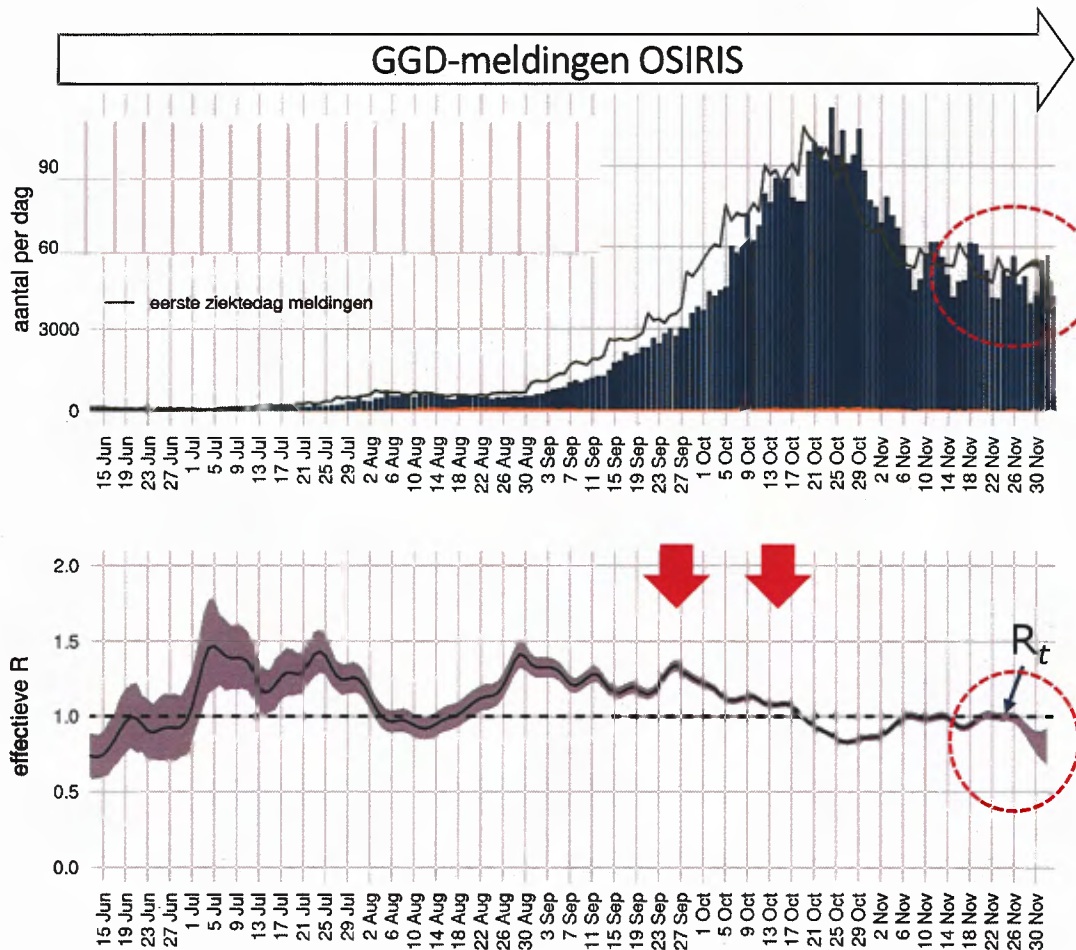 GGD-meldingen OSIRIS
aantal per dag
90
60
3000
0
eerste ziektedag meldingen
15 Jun
19 Jun
23 Jun
27 Jun
1 Jul
5 Jul
9 Jul
13 Jul
17 Jul
21 Jul
25 Jul
29 Jul
2 Aug
6 Aug
10 Aug
14 Aug
18 Aug
22 Aug
26 Aug
30 Aug
3 Sep
7 Sep
11 Sep
15 Sep
19 Sep
23 Sep
27 Sep
1 Oct
5 Oct
9 Oct
13 Oct
17 Oct
21 Oct
25 Oct
29 Oct
2 Nov
6 Nov
10 Nov
14 Nov
18 Nov
22 Nov
26 Nov
30 Nov
effectieve R
2.0
1.5
1.0
0.5
0.0
Rt
15 Jun
19 Jun
23 Jun
27 Jun
1 Jul
5 Jul
9 Jul
13 Jul
17 Jul
21 Jul
25 Jul
29 Jul
2 Aug
6 Aug
10 Aug
14 Aug
18 Aug
22 Aug
26 Aug
30 Aug
3 Sep
7 Sep
11 Sep
15 Sep
19 Sep
23 Sep
27 Sep
1 Oct
5 Oct
9 Oct
13 Oct
17 Oct
21 Oct
25 Oct
29 Oct
2 Nov
6 Nov
10 Nov
14 Nov
18 Nov
22 Nov
26 Nov
30 Nov